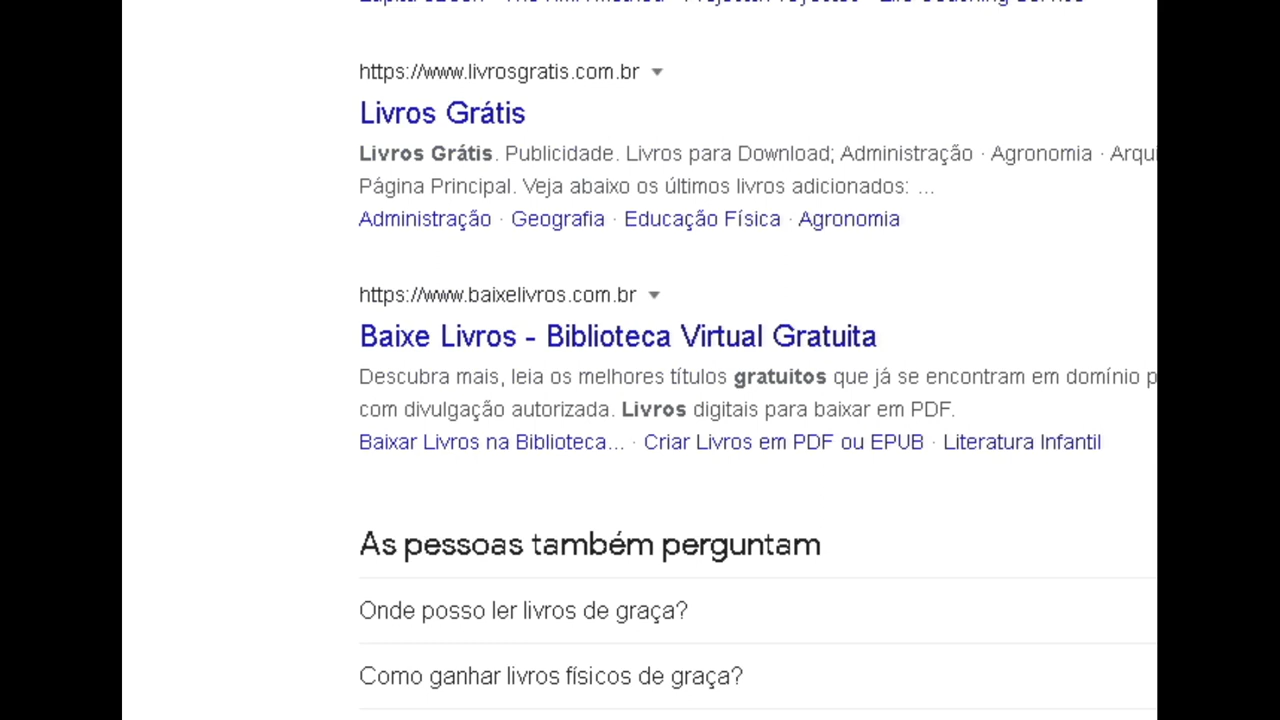 https://www.livrosgratis.com.br
Livros Grátis
Livros Grátis. Publicidade. Livros para Download; Administração · Agronomia · Arqui
Página Principal. Veja abaixo os últimos livros adicionados: ...
Administração · Geografia · Educação Física · Agronomia
https://www.baixelivros.com.br
Baixe Livros - Biblioteca Virtual Gratuita
Descubra mais, leia os melhores títulos gratuitos que já se encontram em domínio p
com divulgação autorizada. Livros digitais para baixar em PDF.
Baixar Livros na Biblioteca... · Criar Livros em PDF ou EPUB · Literatura Infantil
As pessoas também perguntam
Onde posso ler livros de graça?
Como ganhar livros físicos de graça?